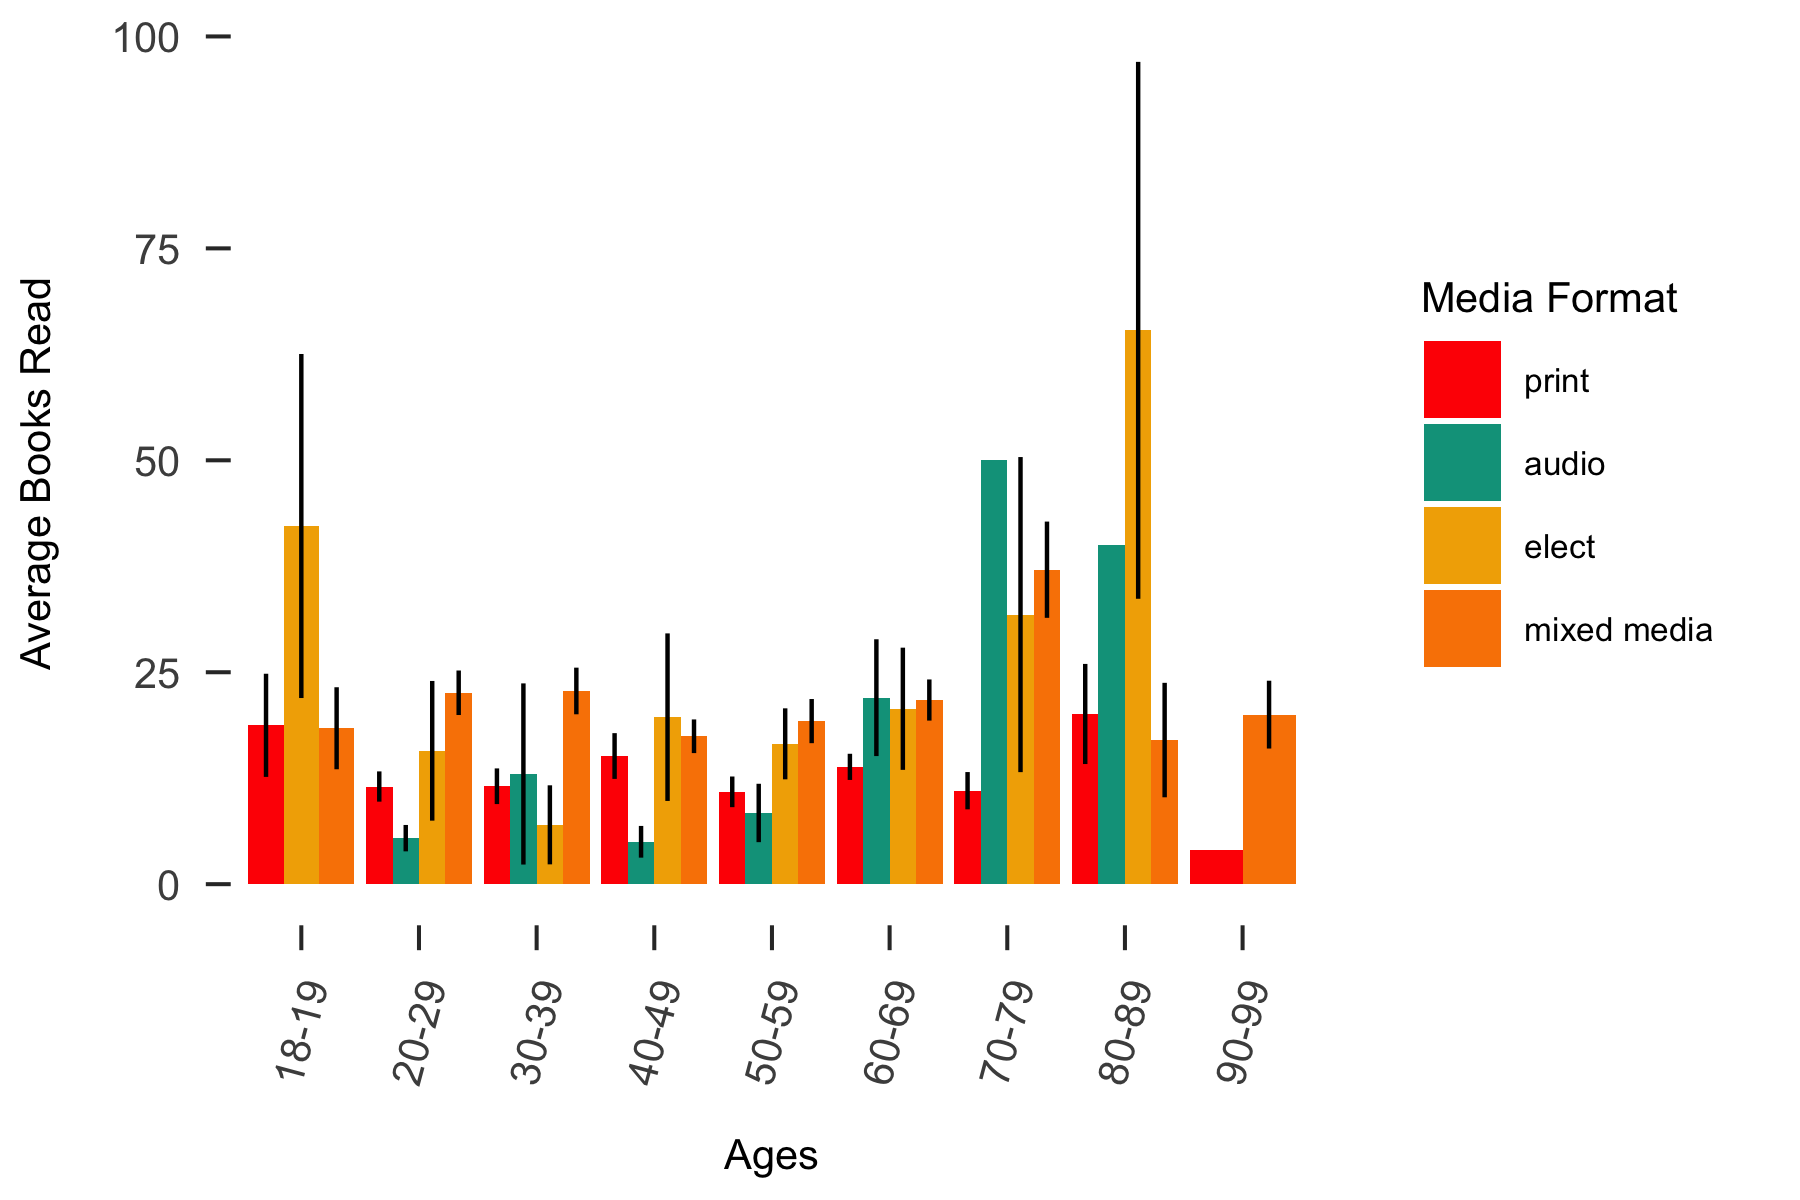 Average Books Read
100
75
50
25
0
18-19
20-29
30-39
40-49
50-59
60-69
70-79
80-89
90-99
Ages
Media Format
print
audio
elect
mixed media